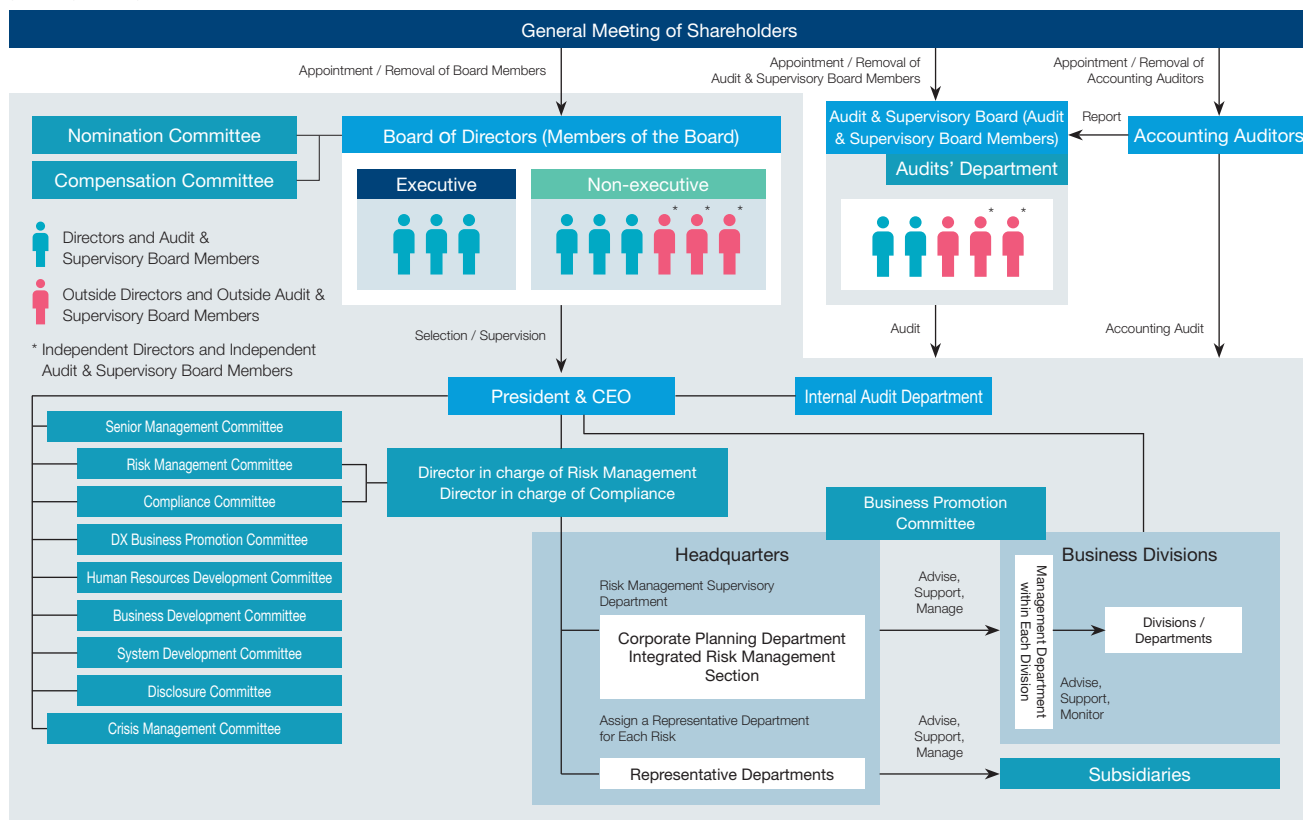 General Meeting of Shareholders
Appointment / Removal of Board Members
Appointment / Removal of
Audit & Supervisory Board Members
Appointment / Removal of
Accounting Auditors
Nomination Committee
Compensation Committee
Board of Directors (Members of the Board)
Executive
Non-executive
* * *
Audit & Supervisory Board (Audit
& Supervisory Board Members)
Audits' Department
* *
Report
Accounting Auditors
Directors and Audit &
Supervisory Board Members
Outside Directors and Outside Audit &
Supervisory Board Members
* Independent Directors and Independent
Audit & Supervisory Board Members
Selection / Supervision
Audit
Accounting Audit
President & CEO
Internal Audit Department
Senior Management Committee
Risk Management Committee
Compliance Committee
DX Business Promotion Committee
Human Resources Development Committee
Business Development Committee
System Development Committee
Disclosure Committee
Crisis Management Committee
Director in charge of Risk Management
Director in charge of Compliance
Business Promotion
Committee
Headquarters
Risk Management Supervisory
Department
Corporate Planning Department
Integrated Risk Management
Section
Assign a Representative Department
for Each Risk
Representative Departments
Advise,
Support,
Manage
Advise,
Support,
Manage
Business Divisions
Management Department
within Each Division
Divisions /
Departments
Advise,
Support,
Monitor
Subsidiaries